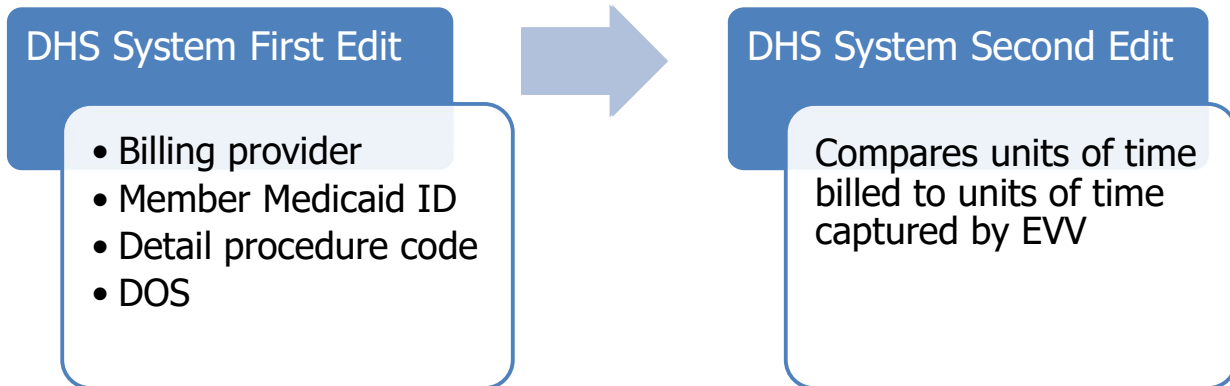 DHS System First Edit
• Billing provider
• Member Medicaid ID
• Detail procedure code
• DOS
DHS System Second Edit
Compares units of time
billed to units of time
captured by EVV